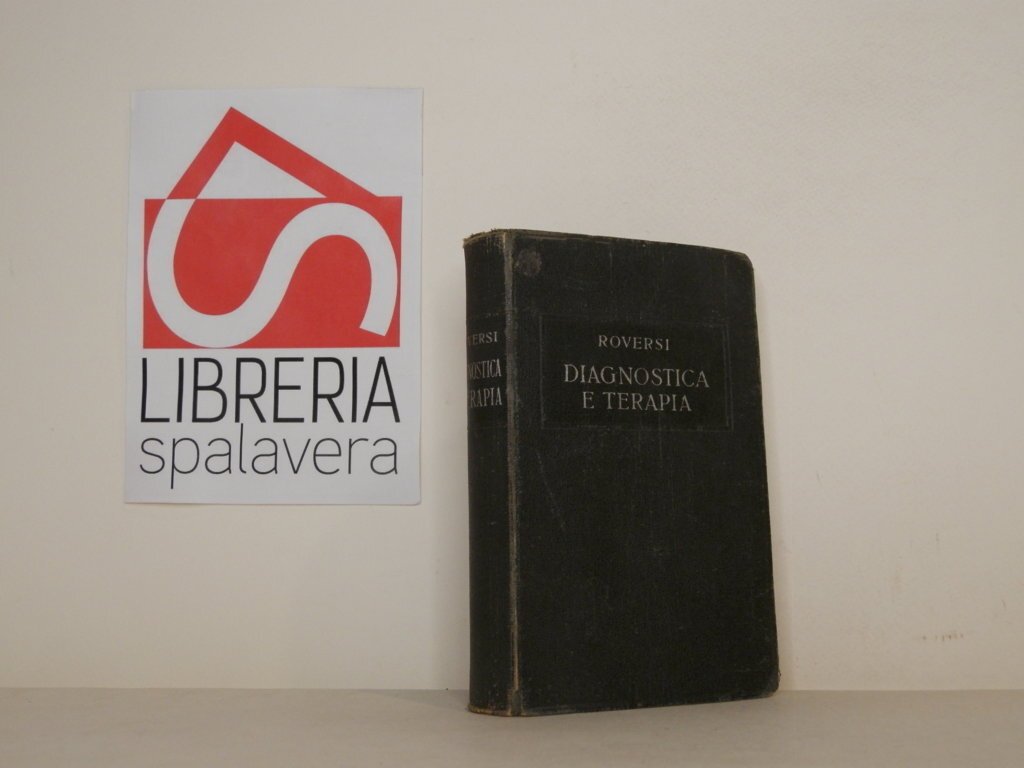 LIBRERIA
spalavera
ROVERSI
DIAGNOSTICA
E TERAPIA